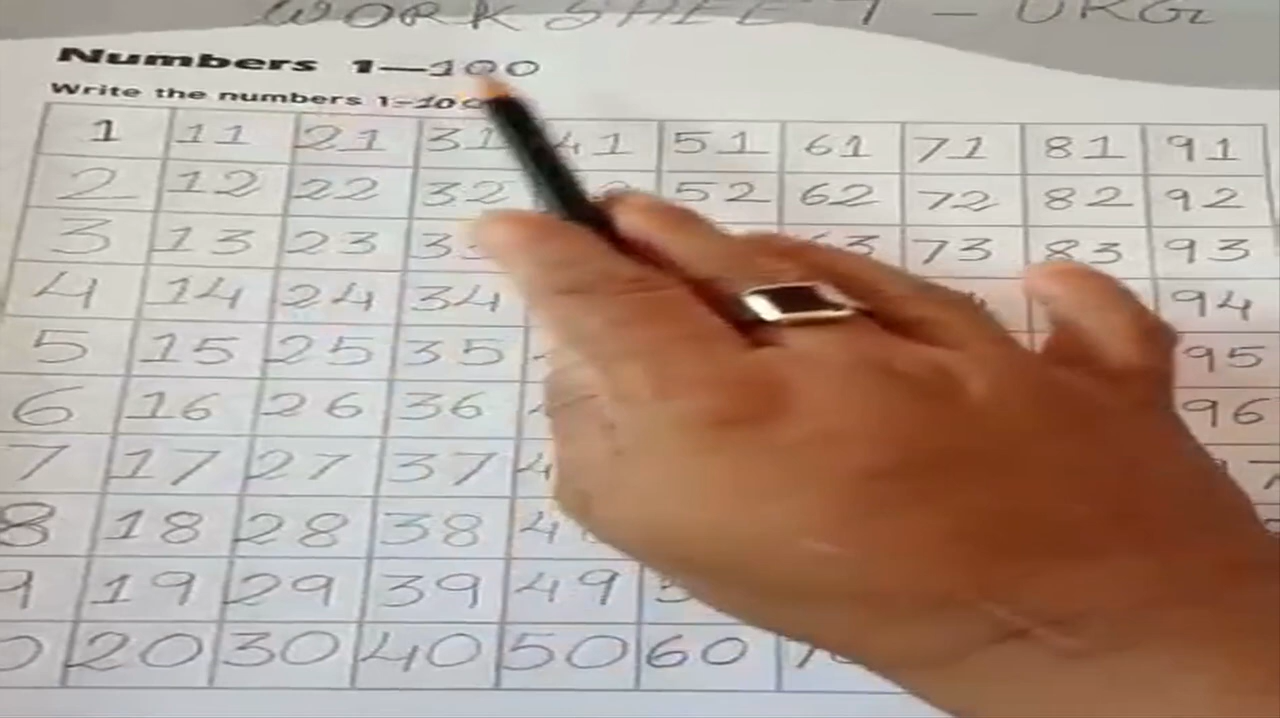 WORK SHEET - UKG
Numbers 1—100
Write the numbers 1-100
1 11 21 31 41 51 61 71 81 91
2 12 22 32 52 62 72 82 92
3 13 23 63 73 83 93
4 14 24 34 94
5 15 25 35 95
6 16 26 36 96
7 17 27 37
8 18 28 38
9 19 29 39 49
20 30 40 50 60